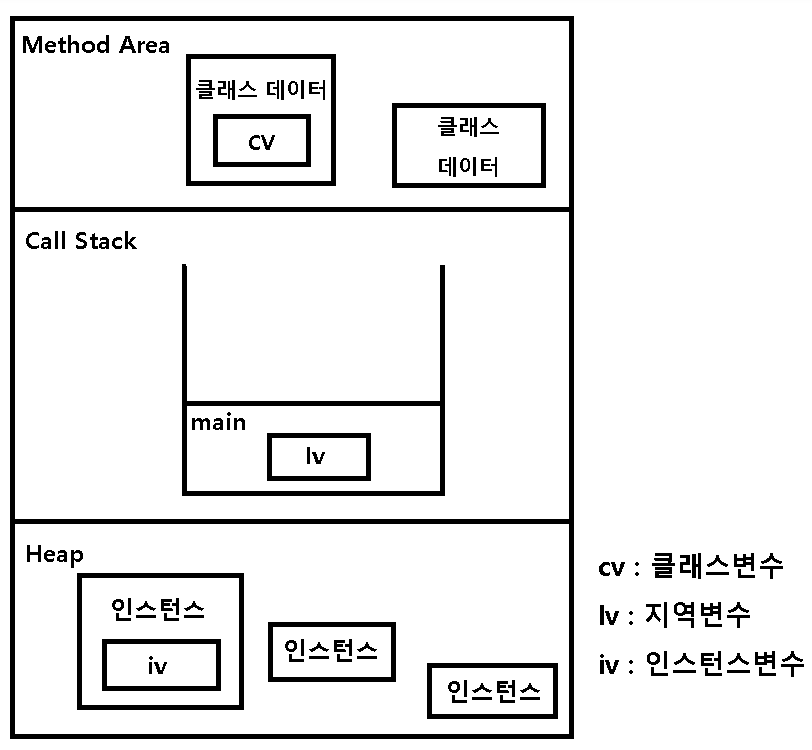 Method Area
클래스 데이터
cv
클래스
데이터
Call Stack
main
lv
Heap
인스턴스
iv
인스턴스
인스턴스
cv : 클래스변수
lv : 지역변수
iv : 인스턴스변수